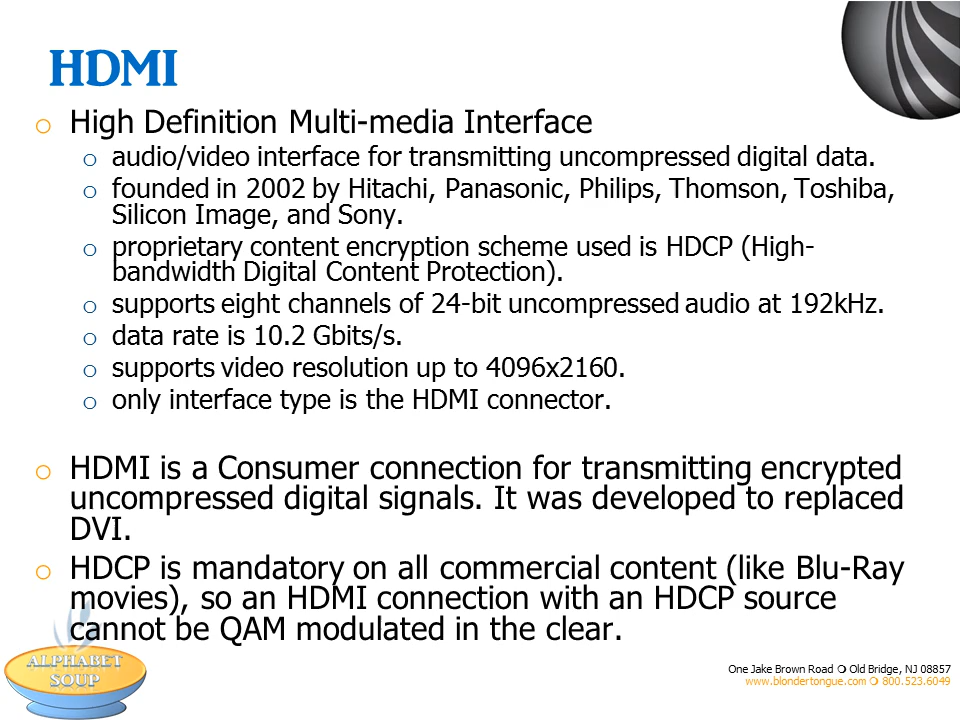 HDMI
o High Definition Multi-media Interface
o audio/video interface for transmitting uncompressed digital data.
o founded in 2002 by Hitachi, Panasonic, Philips, Thomson, Toshiba,
Silicon Image, and Sony.
o proprietary content encryption scheme used is HDCP (High-
bandwidth Digital Content Protection).
o supports eight channels of 24-bit uncompressed audio at 192kHz.
o data rate is 10.2 Gbits/s.
o supports video resolution up to 4096x2160.
o only interface type is the HDMI connector.
o HDMI is a Consumer connection for transmitting encrypted
uncompressed digital signals. It was developed to replaced
DVI.
o HDCP is mandatory on all commercial content (like Blu-Ray
movies), so an HDMI connection with an HDCP source
cannot be QAM modulated in the clear.
ALPHABET
SOUP
One Jake Brown Road ❍ Old Bridge, NJ 08857
www.blondertongue.com ❍ 800.523.6049